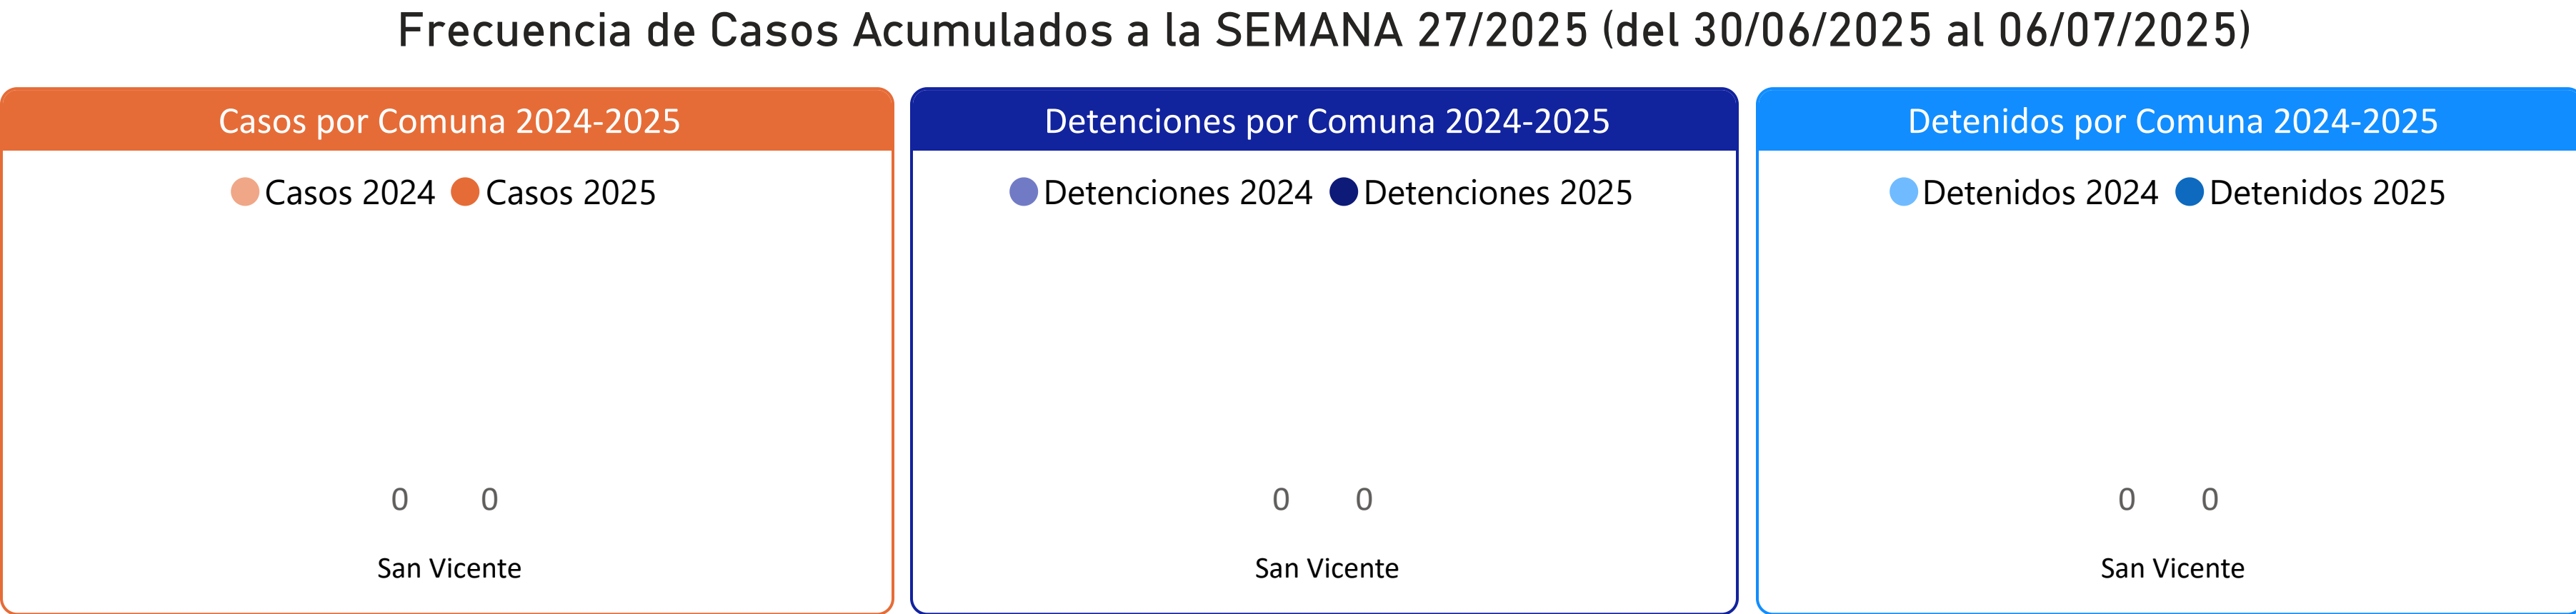 Frecuencia de Casos Acumulados a la SEMANA 27/2025 (del 30/06/2025 al 06/07/2025)
Casos por Comuna 2024-2025
Casos 2024 Casos 2025
0 0
San Vicente
Detenciones por Comuna 2024-2025
Detenciones 2024 Detenciones 2025
0 0
San Vicente
Detenidos por Comuna 2024-2025
Detenidos 2024 Detenidos 2025
0 0
San Vicente